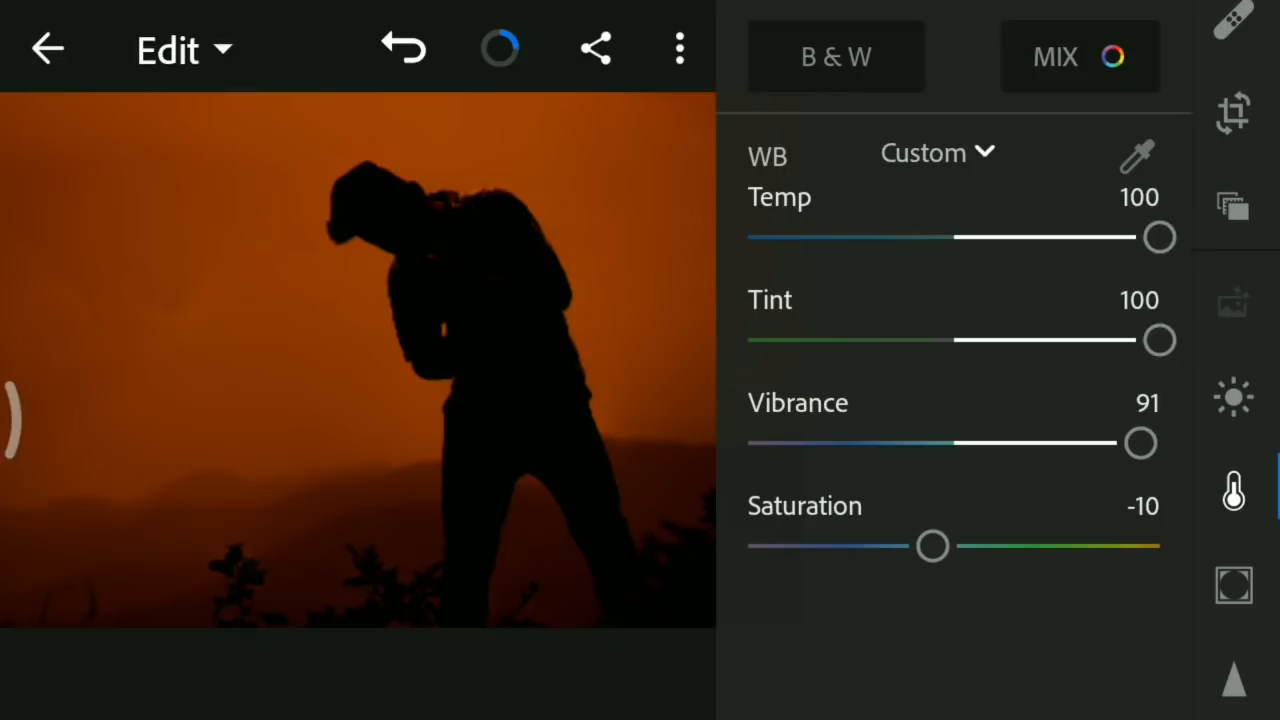 Edit
B & W
MIX
WB
Custom
Temp
100
Tint
100
Vibrance
91
Saturation
-10